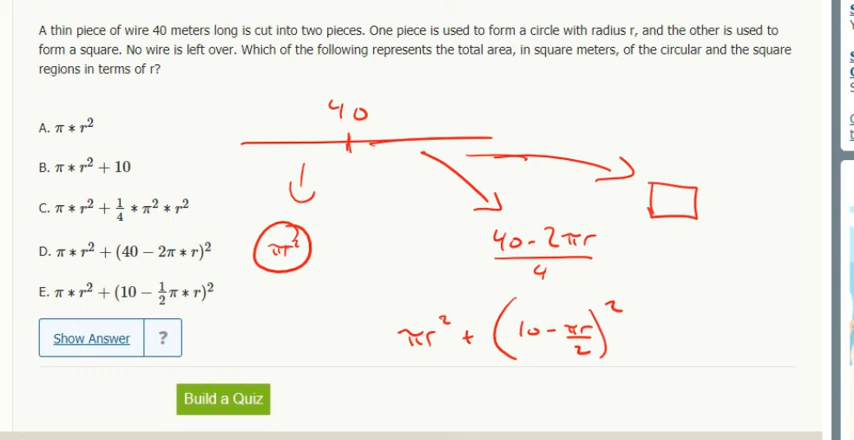 A thin piece of wire 40 meters long is cut into two pieces. One piece is used to form a circle with radius r, and the other is used to
form a square. No wire is left over. Which of the following represents the total area, in square meters, of the circular and the square
regions in terms of r?
40
A. π ∗ r²
B. π ∗ r² + 10
C. π ∗ r² + 1/4 ∗ π² ∗ r²
D. π ∗ r² + (40 − 2π ∗ r)²
E. π ∗ r² + (10 − 1/2 π ∗ r)²
πr²
40 - 2πr
4
πr² + (10 - πr/2)²
Show Answer ?
Build a Quiz